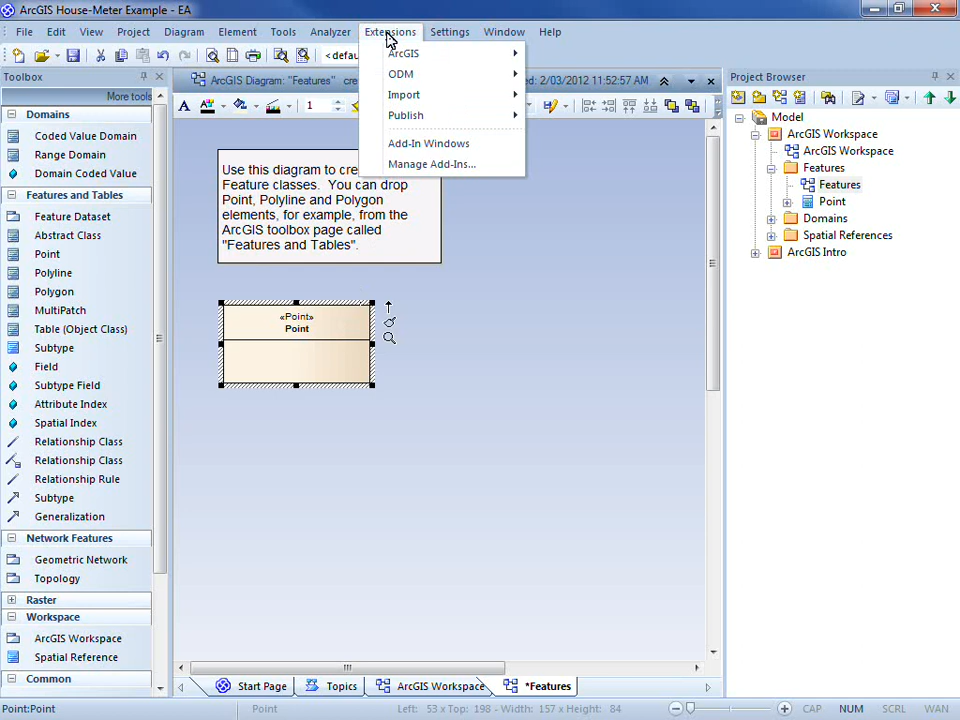 ArcGIS House-Meter Example - EA
File Edit View Project Diagram Element Tools Analyzer Extensions Settings Window Help
<defau
ArcGIS
ODM
Import
Publish
Add-In Windows
Manage Add-Ins...
Toolbox
More tools
Domains
Coded Value Domain
Range Domain
Domain Coded Value
Features and Tables
Feature Dataset
Abstract Class
Point
Polyline
Polygon
MultiPatch
Table (Object Class)
Subtype
Field
Subtype Field
Attribute Index
Spatial Index
Relationship Class
Relationship Class
Relationship Rule
Subtype
Generalization
Network Features
Geometric Network
Topology
Raster
Workspace
ArcGIS Workspace
Spatial Reference
Common
ArcGIS Diagram: "Features" cre
d: 2/03/2012 11:52:57 AM
A A 1
Use this diagram to cre
Feature classes. You can drop
Point, Polyline and Polygon
elements, for example, from the
ArcGIS toolbox page called
"Features and Tables".
«Point»
Point
Start Page Topics ArcGIS Workspace *Features
Project Browser
Model
ArcGIS Workspace
ArcGIS Workspace
Features
Features
Point
Domains
Spatial References
ArcGIS Intro
Point:Point Point Left: 53 x Top: 198 - Width: 157 x Height: 84 CAP NUM SCRL WAN